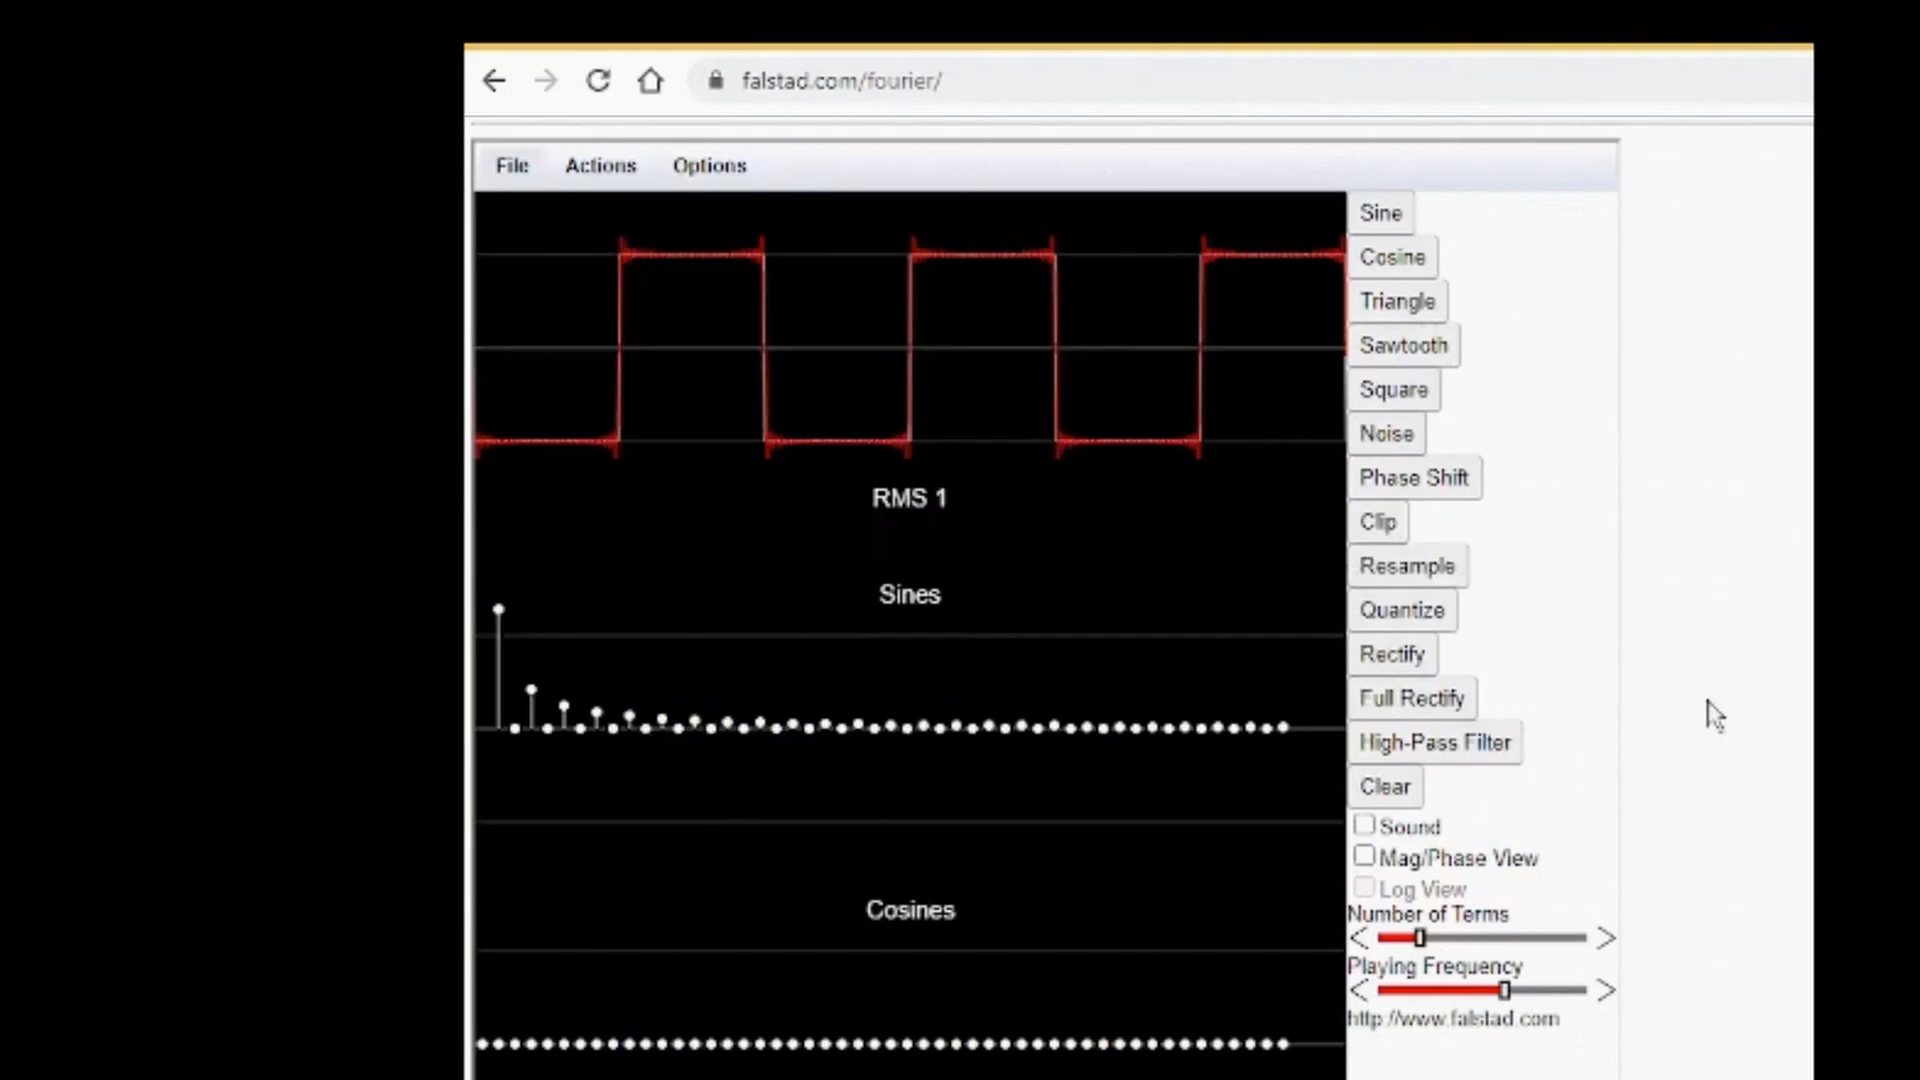 falstad.com/fourier/
File Actions Options
Sine
Cosine
Triangle
Sawtooth
Square
Noise
Phase Shift
Clip
Resample
Quantize
Rectify
Full Rectify
High-Pass Filter
Clear
Sound
Mag/Phase View
Log View
Number of Terms
Playing Frequency
http://www.falstad.com
RMS 1
Sines
Cosines